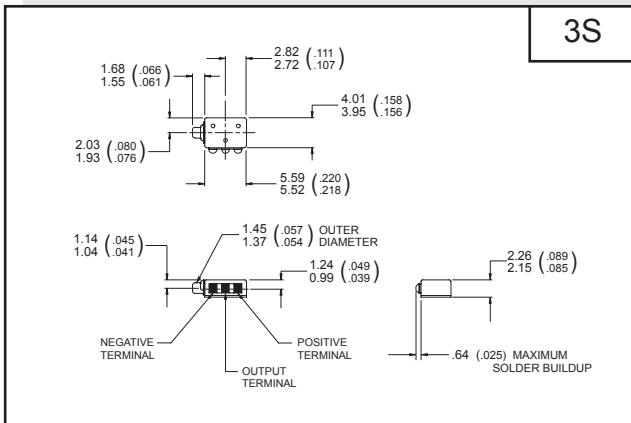 3S
2.82 (.111
2.72 .107)
1.68 (.066
1.55 .061)
4.01 (.158
3.95 .156)
2.03 (.080
1.93 .076)
5.59 (.220
5.52 .218)
1.14 (.045
1.04 .041)
1.45 (.057 OUTER
1.37 .054) DIAMETER
1.24 (.049
0.99 .039)
2.26 (.089
2.15 .085)
NEGATIVE
TERMINAL
POSITIVE
TERMINAL
OUTPUT
TERMINAL
.64 (.025) MAXIMUM
SOLDER BUILDUP